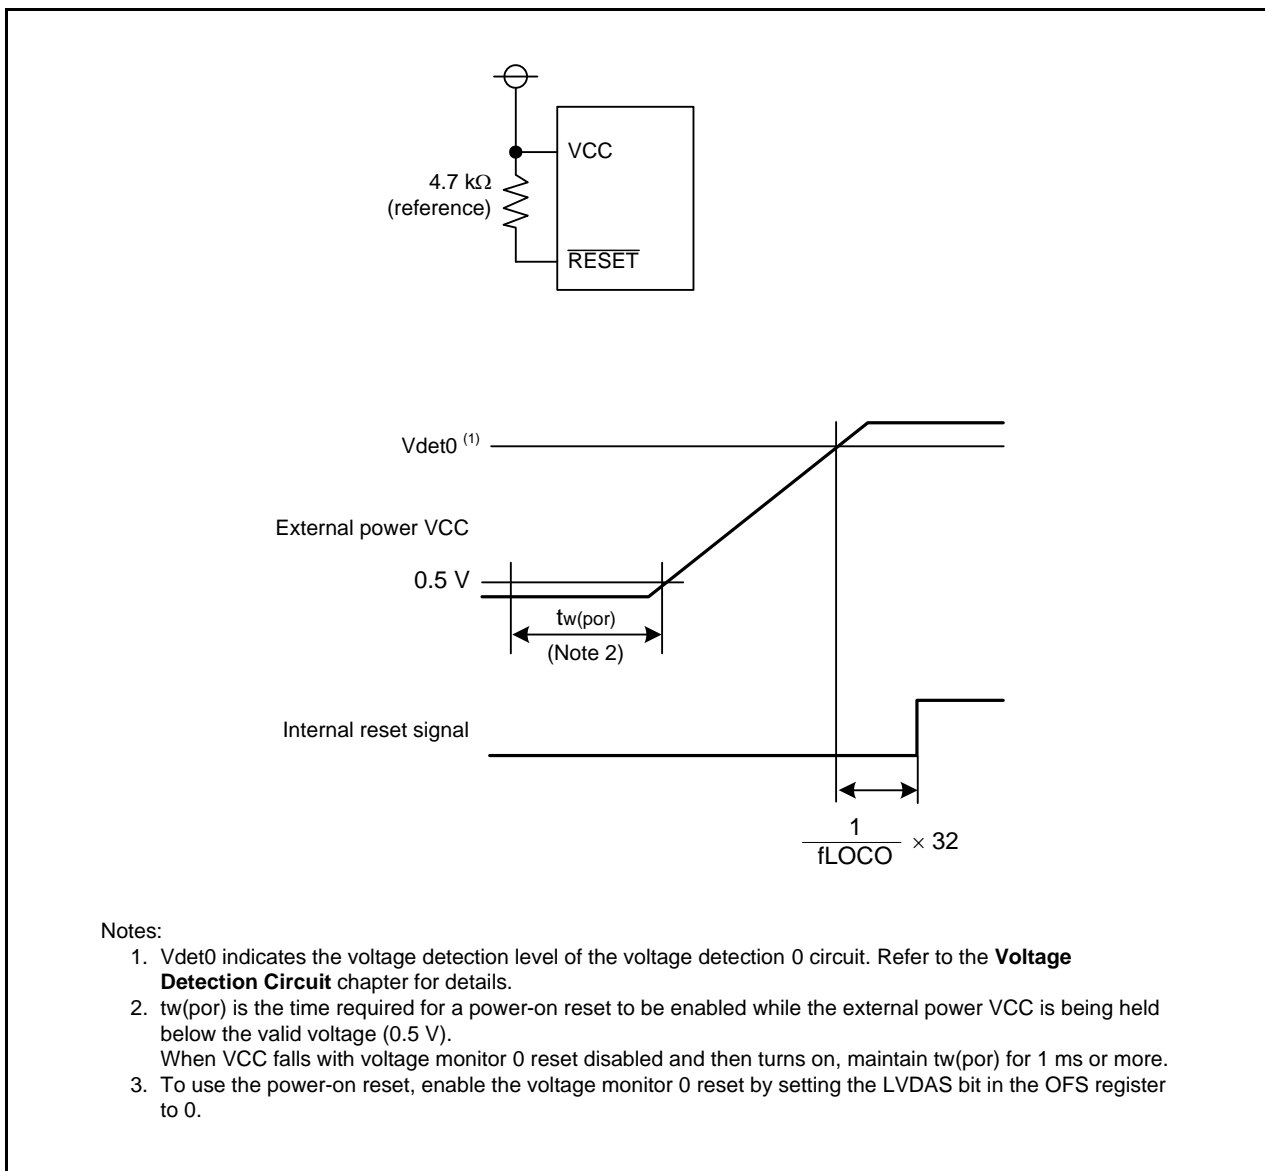 VCC
4.7 kΩ
(reference)
RESET
Vdet0 (1)
External power VCC
0.5 V
tw(por)
(Note 2)
Internal reset signal
1
fLOCO
× 32
Notes:
1. Vdet0 indicates the voltage detection level of the voltage detection 0 circuit. Refer to the Voltage
Detection Circuit chapter for details.
2. tw(por) is the time required for a power-on reset to be enabled while the external power VCC is being held
below the valid voltage (0.5 V).
When VCC falls with voltage monitor 0 reset disabled and then turns on, maintain tw(por) for 1 ms or more.
3. To use the power-on reset, enable the voltage monitor 0 reset by setting the LVDAS bit in the OFS register
to 0.